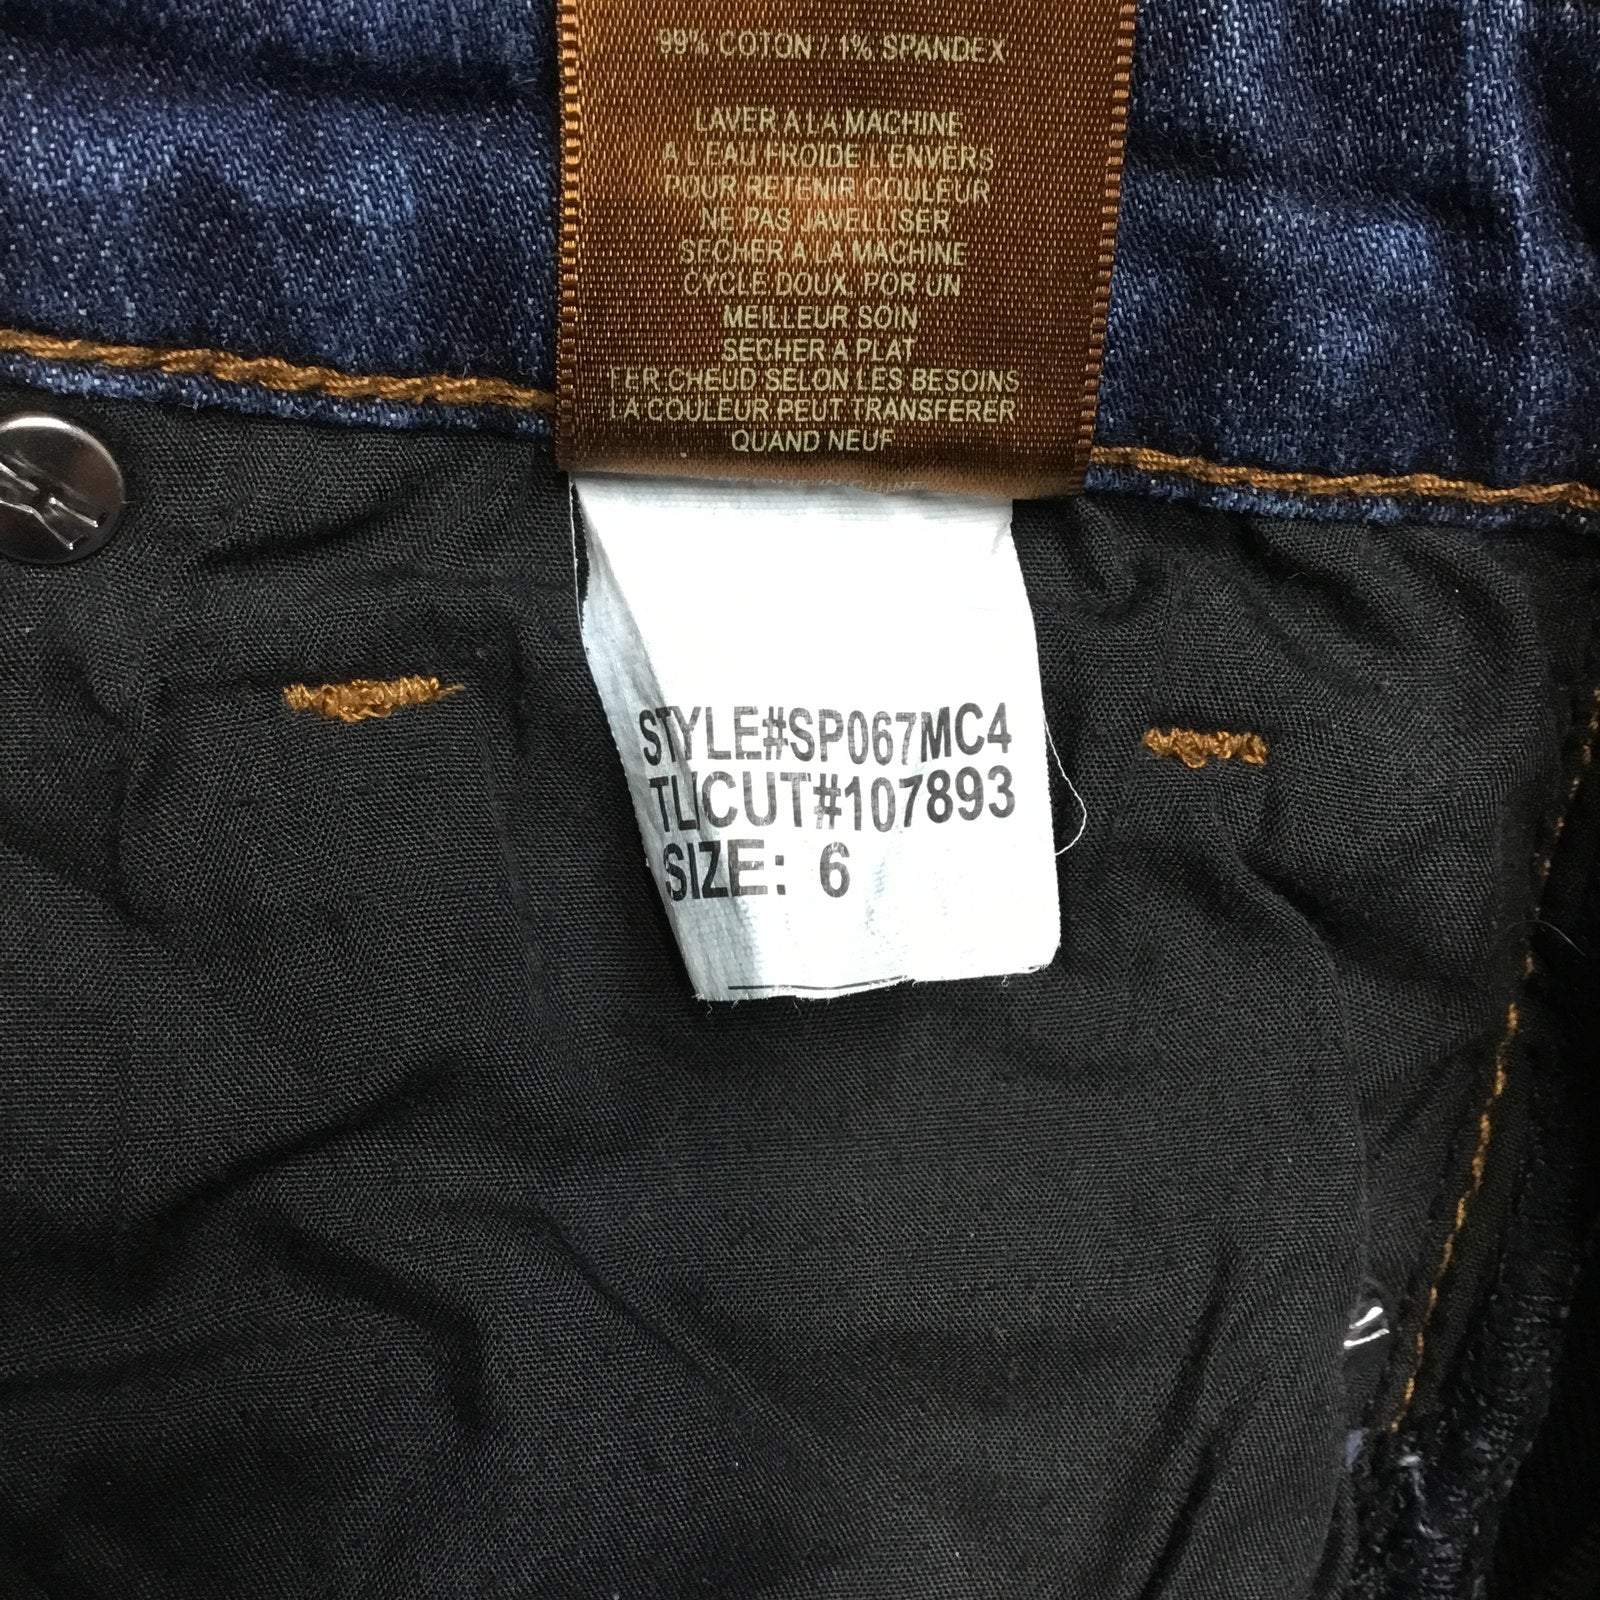 99% COTON / 1% SPANDEX
LAVER A LA MACHINE
A L'EAU FROIDE L'ENVERS
POUR RETENIR COULEUR
NE PAS JAVELLISER
SECHER A LA MACHINE
CYCLE DOUX, POR UN
MEILLEUR SOIN
SECHER A PLAT
FER CHEUD SELON LES BESOINS
LA COULEUR PEUT TRANSFERER
QUAND NEUF
STYLE#SP067MC4
TLICUT#107893
SIZE: 6